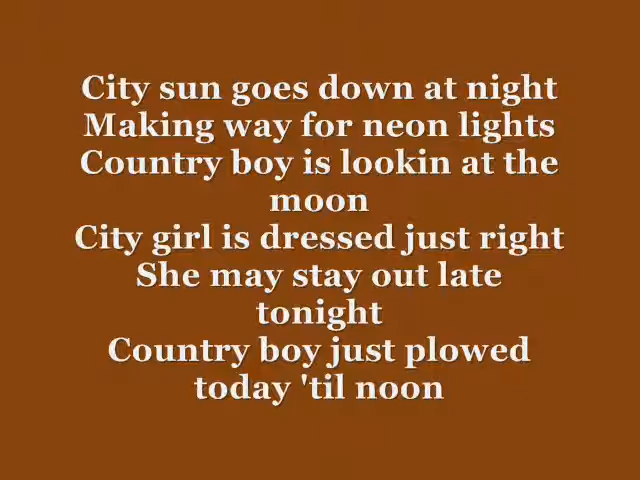 City sun goes down at night
Making way for neon lights
Country boy is lookin at the
moon
City girl is dressed just right
She may stay out late
tonight
Country boy just plowed
today 'til noon